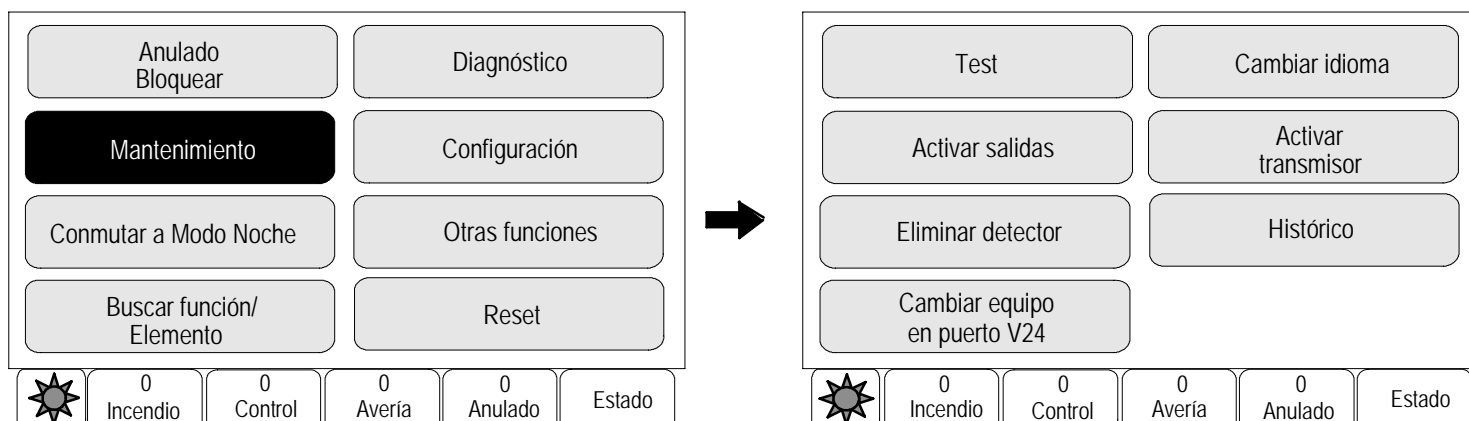 Anulado
Bloquear
Diagnóstico
Mantenimiento
Configuración
Conmutar a Modo Noche
Otras funciones
Buscar función/
Elemento
Reset
0
Incendio
0
Control
0
Avería
0
Anulado
Estado
Test
Cambiar idioma
Activar salidas
Activar
transmisor
Eliminar detector
Histórico
Cambiar equipo
en puerto V24
0
Incendio
0
Control
0
Avería
0
Anulado
Estado